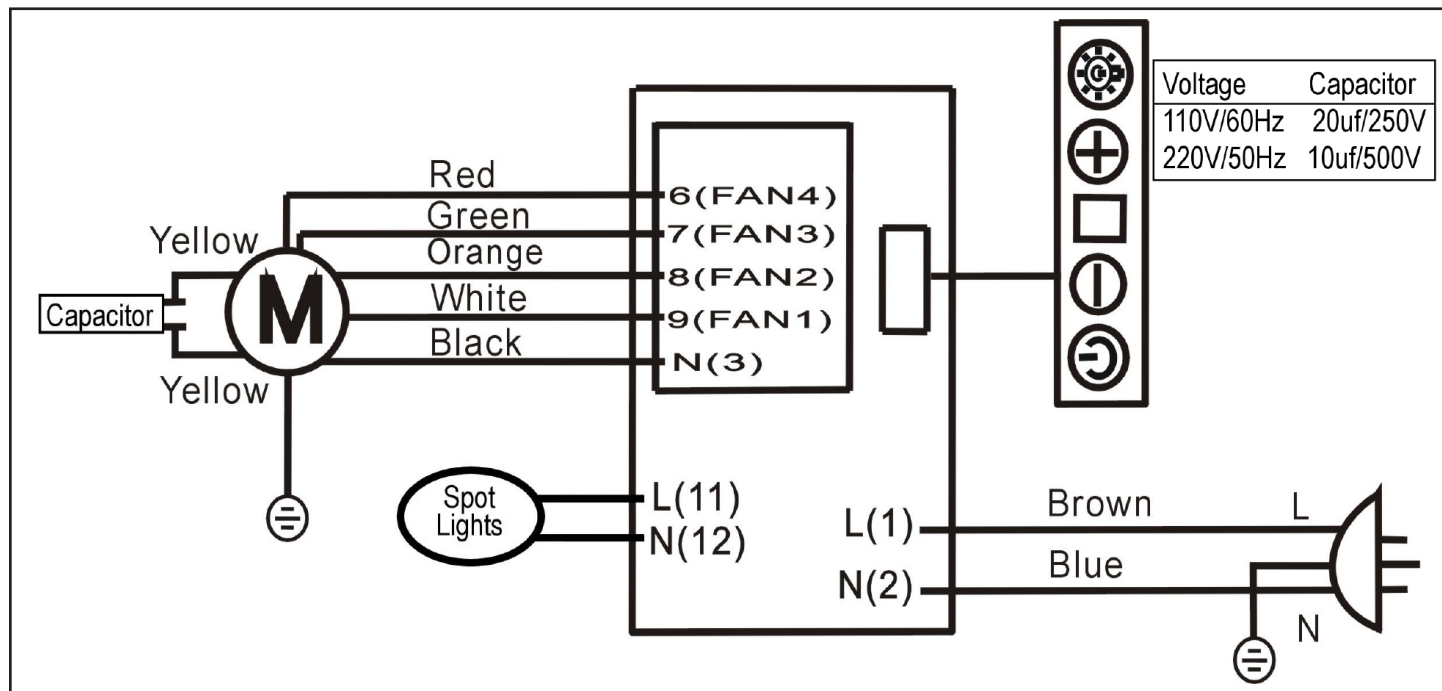 Voltage Capacitor
110V/60Hz 20uf/250V
220V/50Hz 10uf/500V
Red
Green
Orange
White
Black
Yellow
Capacitor
M
Yellow
6(FAN4)
7(FAN3)
8(FAN2)
9(FAN1)
N(3)
Spot
Lights
L(11)
N(12)
L(1)
N(2)
Brown
L
Blue
N